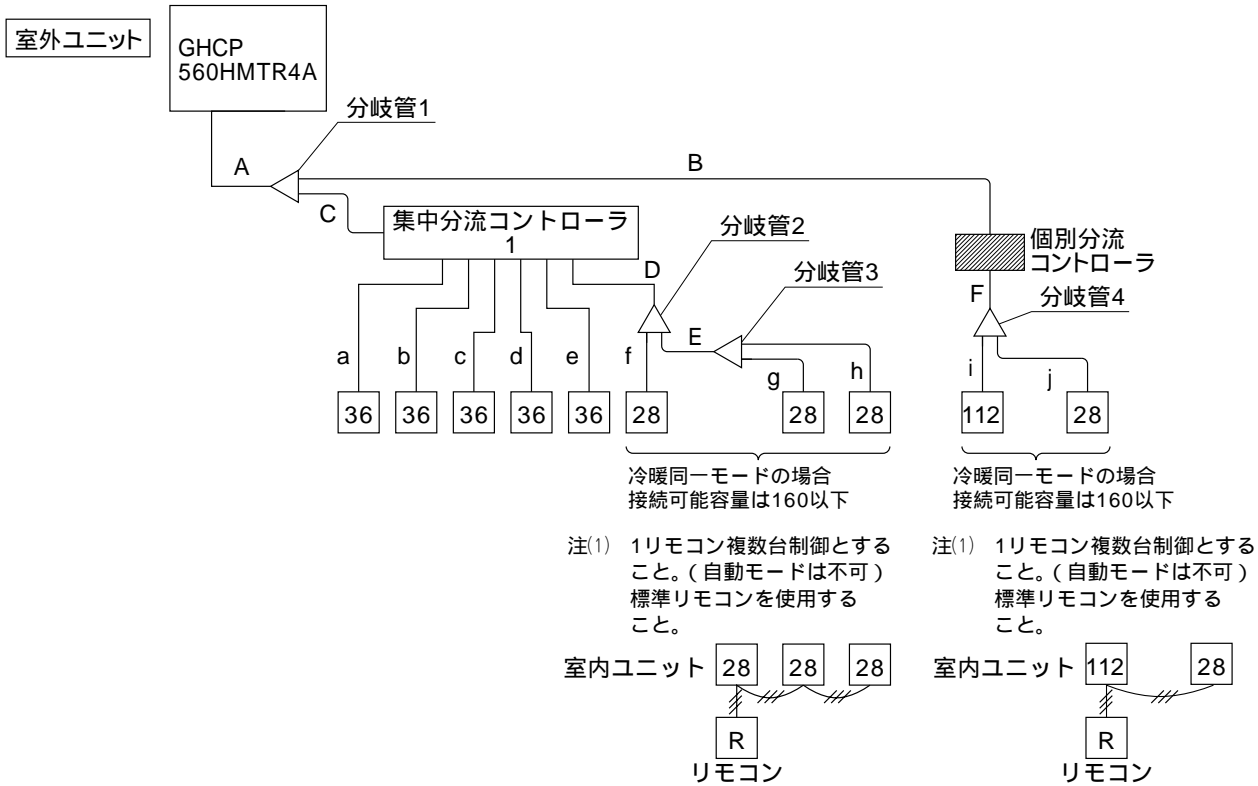 室外ユニット
GHCP
560HMTR4A
分岐管1
A
B
C
集中分流コントローラ
1
分岐管2
D
個別分流
コントローラ
分岐管3
F
分岐管4
E
a
b
c
d
e
f
g
h
i
j
36
36
36
36
36
28
28
28
112
28
冷暖同一モードの場合
接続可能容量は160以下
冷暖同一モードの場合
接続可能容量は160以下
注⑴ 1リモコン複数台制御とする
こと。(自動モードは不可)
標準リモコンを使用する
こと。
注⑴ 1リモコン複数台制御とする
こと。(自動モードは不可)
標準リモコンを使用する
こと。
室内ユニット 28 28 28
R
リモコン
室内ユニット 112 28
R
リモコン